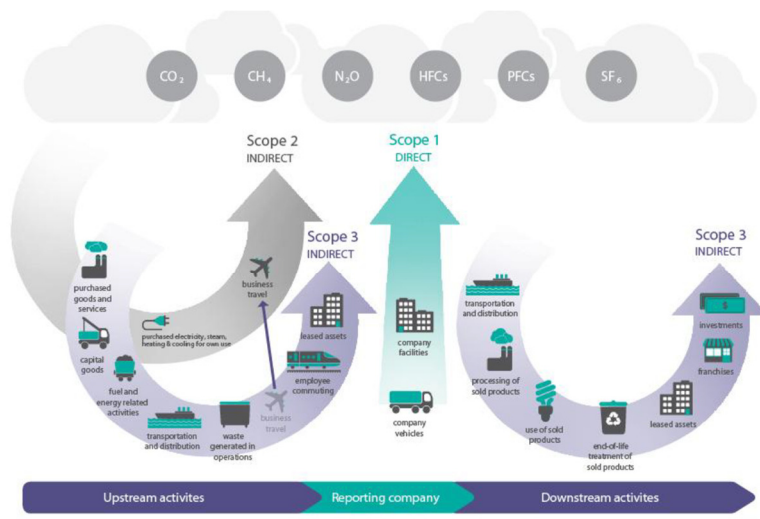 CO₂
CH₄
N₂O
HFCs
PFCs
SF₆
Scope 2
INDIRECT
Scope 1
DIRECT
Scope 3
INDIRECT
Scope 3
INDIRECT
purchased
goods and
services
capital
goods
fuel and
energy related
activities
transportation
and distribution
waste
generated in
operations
business
travel
purchased electricity, steam,
heating & cooling for own use
business
travel
employee
commuting
leased assets
company
facilities
company
vehicles
transportation
and distribution
processing of
sold products
use of sold
products
end-of-life
treatment of
sold products
leased assets
franchises
$
investments
Upstream activites
Reporting company
Downstream activites